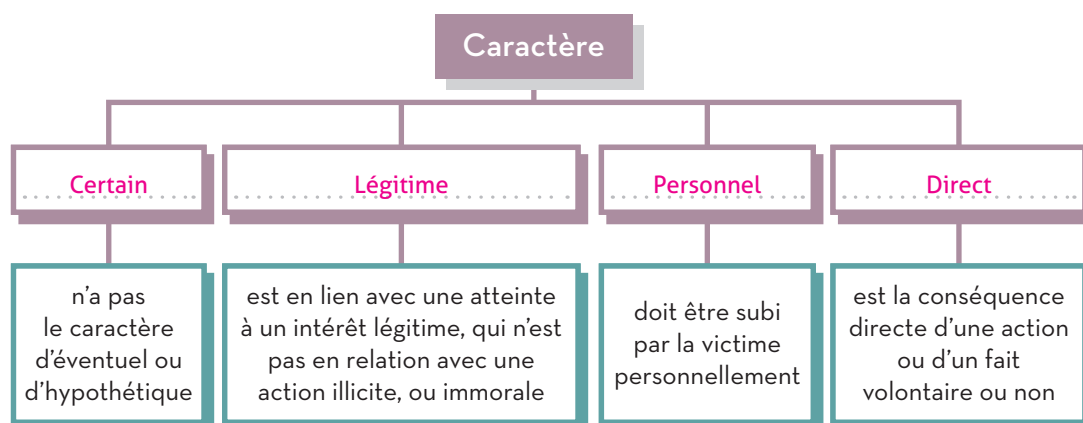 Caractère
Certain
Légitime
Personnel
Direct
n'a pas
le caractère
d'éventuel ou
d'hypothétique
est en lien avec une atteinte
à un intérêt légitime, qui n'est
pas en relation avec une
action illicite, ou immorale
doit être subi
par la victime
personnellement
est la conséquence
directe d'une action
ou d'un fait
volontaire ou non